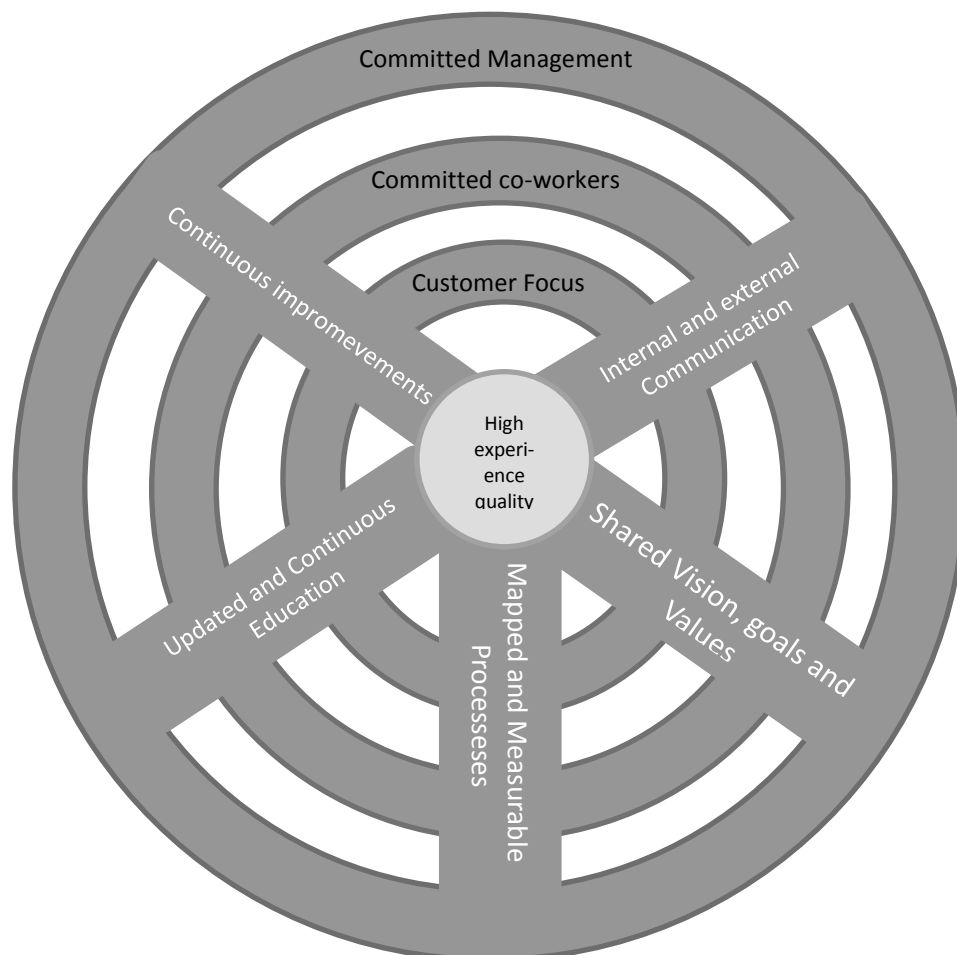 Committed Management
Committed co-workers
Customer Focus
Continuous impromevements
Internal and external
Communication
High
experi-
ence
quality
Updated and Continuous
Education
Shared Vision, goals and
Values
Mapped and Measurable
Processeses